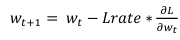 w_{t+1} = w_t − Lrate * ∂L/∂w_t